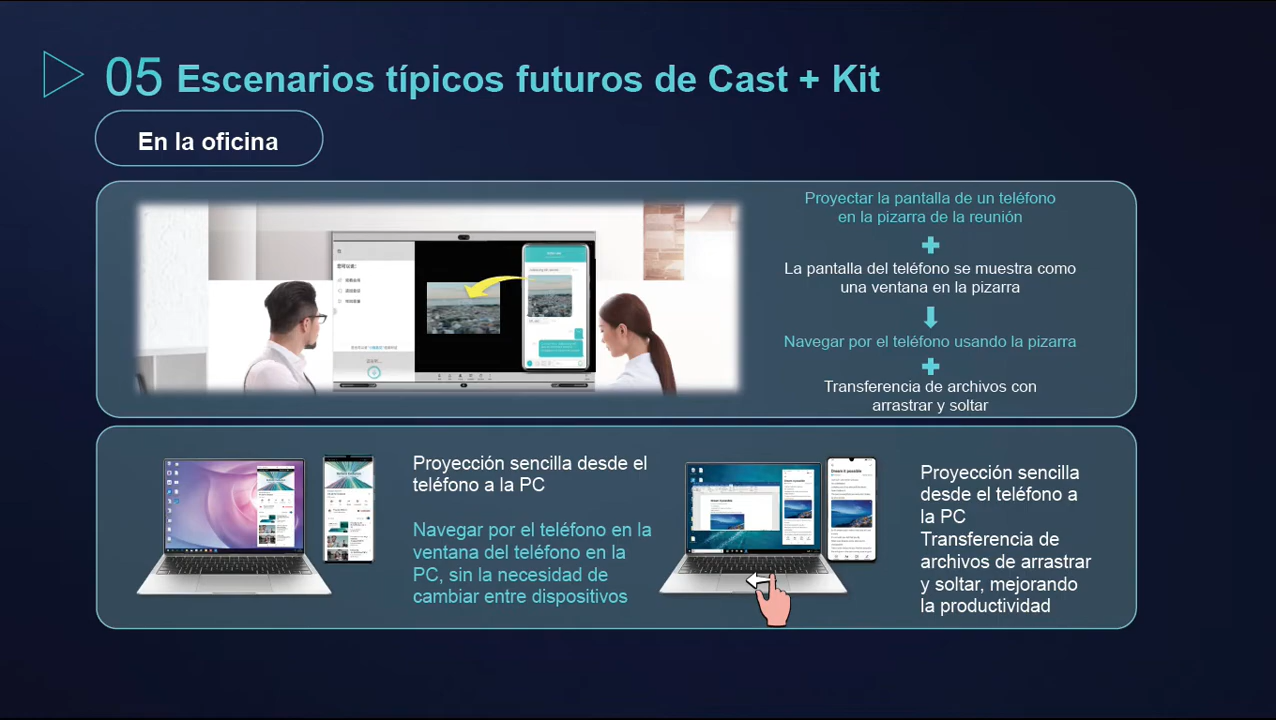 05 Escenarios típicos futuros de Cast + Kit
En la oficina
Proyectar la pantalla de un teléfono
en la pizarra de la reunión
La pantalla del teléfono se muestra como
una ventana en la pizarra
Navegar por el teléfono usando la pizarra
Transferencia de archivos con
arrastrar y soltar
Proyección sencilla desde el
teléfono a la PC
Navegar por el teléfono en la
ventana del teléfono en la
PC, sin la necesidad de
cambiar entre dispositivos
Dream it possible
Proyección sencilla
desde el teléfono a
la PC
Transferencia de
archivos de arrastrar
y soltar, mejorando
la productividad